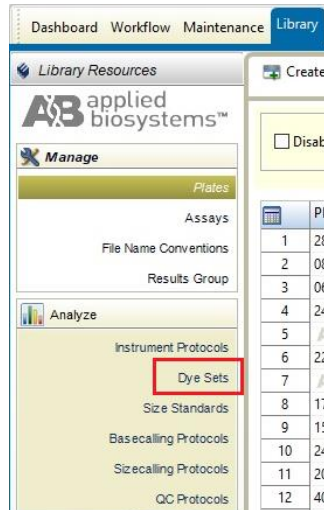 Dashboard Workflow Maintenance Library
Library Resources
Create
AB applied
biosystems™
Disab
Manage
Plates
Assays
File Name Conventions
Results Group
Analyze
Instrument Protocols
Dye Sets
Size Standards
Basecalling Protocols
Sizecalling Protocols
QC Protocols
Pl
1 28
2 08
3 06
4 24
5
6 22
7
8 17
9 15
10 24
11 20
12 40